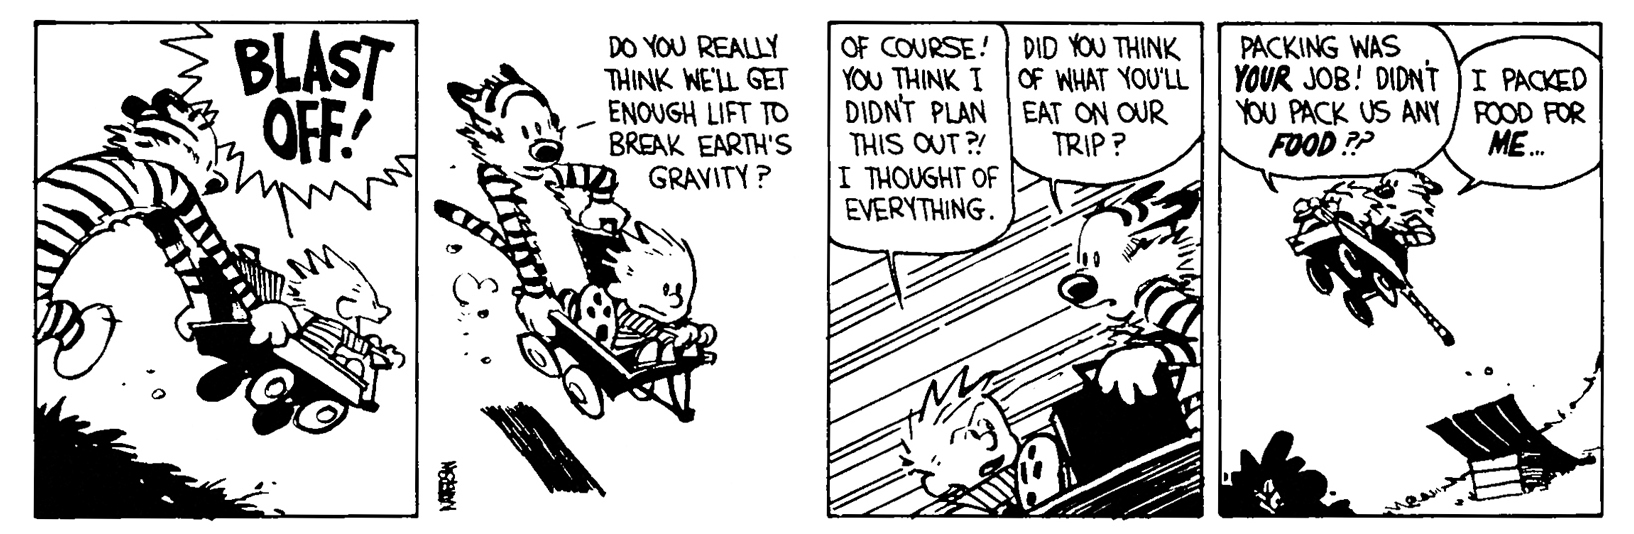 BLAST
OFF!
DO YOU REALLY
THINK WE'LL GET
ENOUGH LIFT TO
BREAK EARTH'S
GRAVITY?
OF COURSE!
YOU THINK I
DIDN'T PLAN
THIS OUT?!
I THOUGHT OF
EVERYTHING.
DID YOU THINK
OF WHAT YOU'LL
EAT ON OUR
TRIP?
PACKING WAS
YOUR JOB! DIDN'T
YOU PACK US ANY
FOOD??
I PACKED
FOOD FOR
ME...
WATTERSON